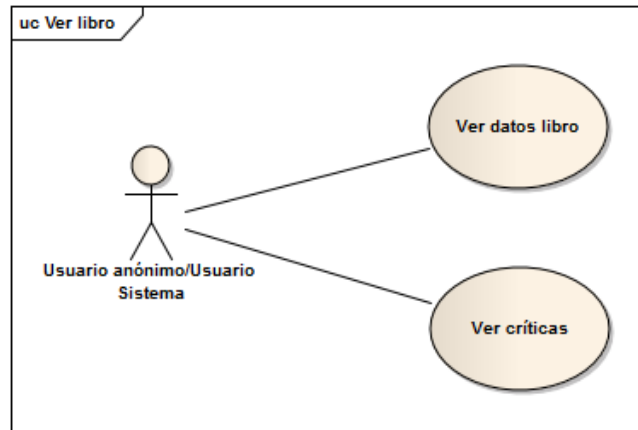 uc Ver libro
Ver datos libro
Usuario anónimo/Usuario
Sistema
Ver críticas